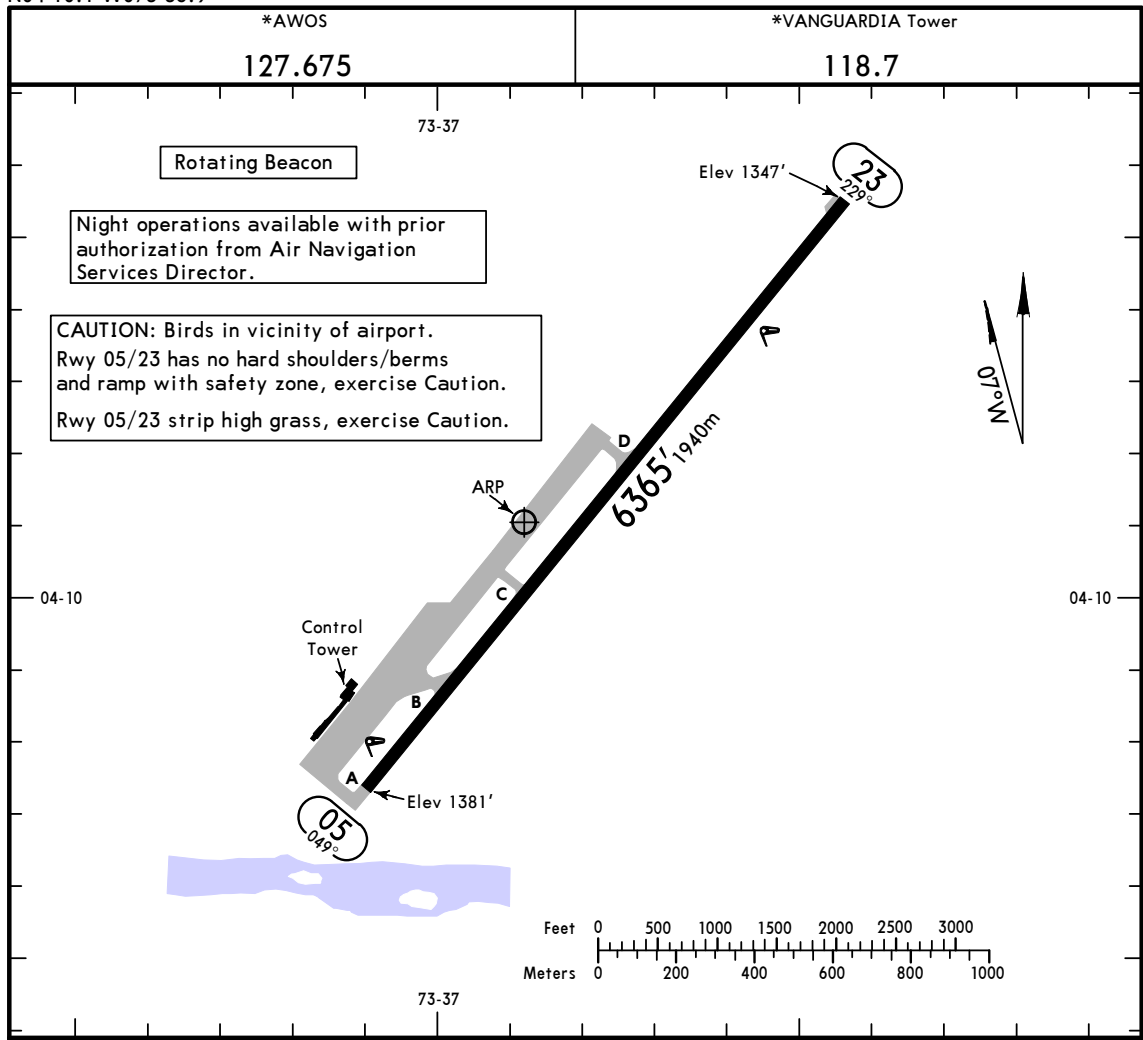 *AWOS
127.675
*VANGUARDIA Tower
118.7
73-37
Rotating Beacon
Elev 1347'
23
229°
Night operations available with prior
authorization from Air Navigation
Services Director.
CAUTION: Birds in vicinity of airport.
Rwy 05/23 has no hard shoulders/berms
and ramp with safety zone, exercise Caution.
Rwy 05/23 strip high grass, exercise Caution.
07°W
D
6365' 1940m
ARP
C
04-10
04-10
Control
Tower
B
A
Elev 1381'
05
049°
Feet 0 500 1000 1500 2000 2500 3000
Meters 0 200 400 600 800 1000
73-37